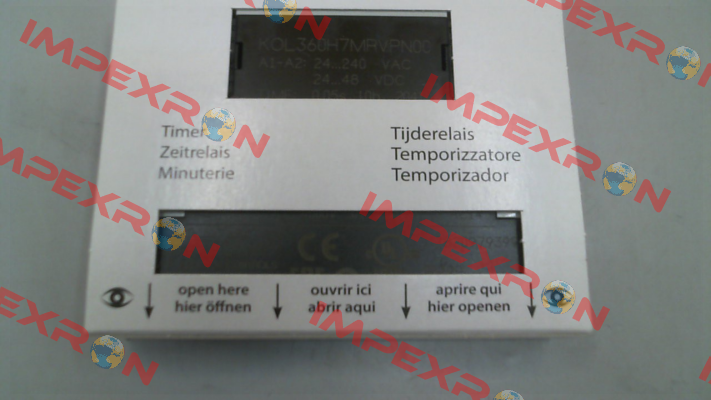 KOL360H7MRVPN00
A1-A2: 24...240 VAC
24...48 VDC
Timer
Zeitrelais
Minuterie
Tijderelais
Temporizzatore
Temporizador
CE
open here
hier öffnen
ouvrir ici
abrir aqui
aprire qui
hier openen
IMPEXRON